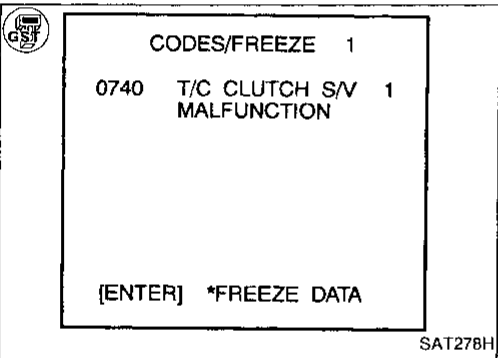 GST
CODES/FREEZE 1
0740 T/C CLUTCH S/V 1
MALFUNCTION
[ENTER] *FREEZE DATA
SAT278H